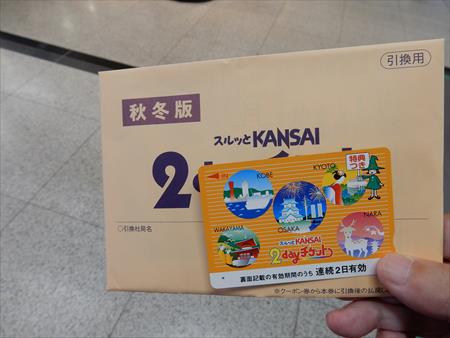 引換用
秋冬版
スルッとKANSAI
2
○引換社局名
IN
KOBE
KYOTO
特典
つき
WAKAYAMA
OSAKA
NARA
スルッとKANSAI
2dayチケット
裏面記載の有効期間のうち 連続2日有効
※クーポン券から本券に引換後の払戻